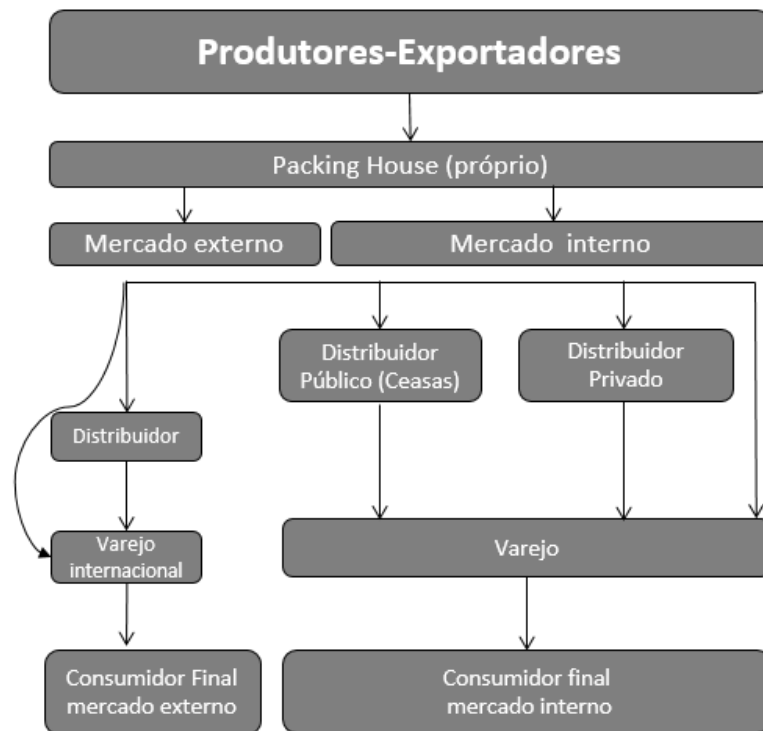 Produtores-Exportadores
Packing House (próprio)
Mercado externo
Mercado interno
Distribuidor
Público (Ceasas)
Distribuidor
Privado
Distribuidor
Varejo
internacional
Varejo
Consumidor Final
mercado externo
Consumidor final
mercado interno